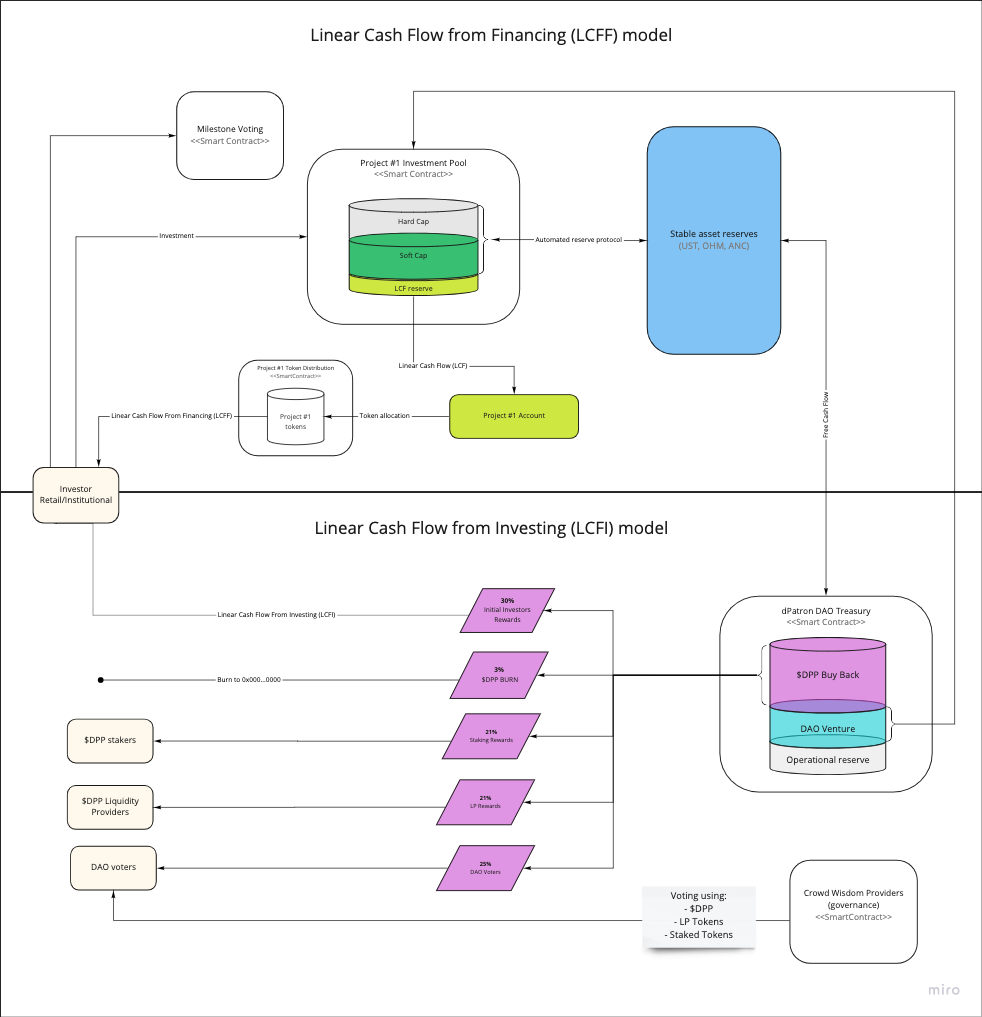 Linear Cash Flow from Financing (LCFF) model
Milestone Voting
<<Smart Contract>>
Project #1 Investment Pool
<<Smart Contract>>
Hard Cap
Soft Cap
LCF reserve
Investment
Automated reserve protocol
Stable asset reserves
(UST, OHM, ANC)
Linear Cash Flow (LCF)
Project #1 Token Distribution
<<SmartContract>>
Project #1
tokens
Linear Cash Flow From Financing (LCFF)
Token allocation
Project #1 Account
Free Cash Flow
Investor
Retail/Institutional
Linear Cash Flow from Investing (LCFI) model
30%
Initial Investors
Rewards
Linear Cash Flow From Investing (LCFI)
dPatron DAO Treasury
<<Smart Contract>>
$DPP Buy Back
DAO Venture
Operational reserve
3%
$DPP BURN
Burn to 0x000...0000
21%
Staking Rewards
$DPP stakers
21%
LP Rewards
$DPP Liquidity
Providers
25%
DAO Voters
DAO voters
Voting using:
- $DPP
- LP Tokens
- Staked Tokens
Crowd Wisdom Providers
(governance)
<<SmartContract>>
miro